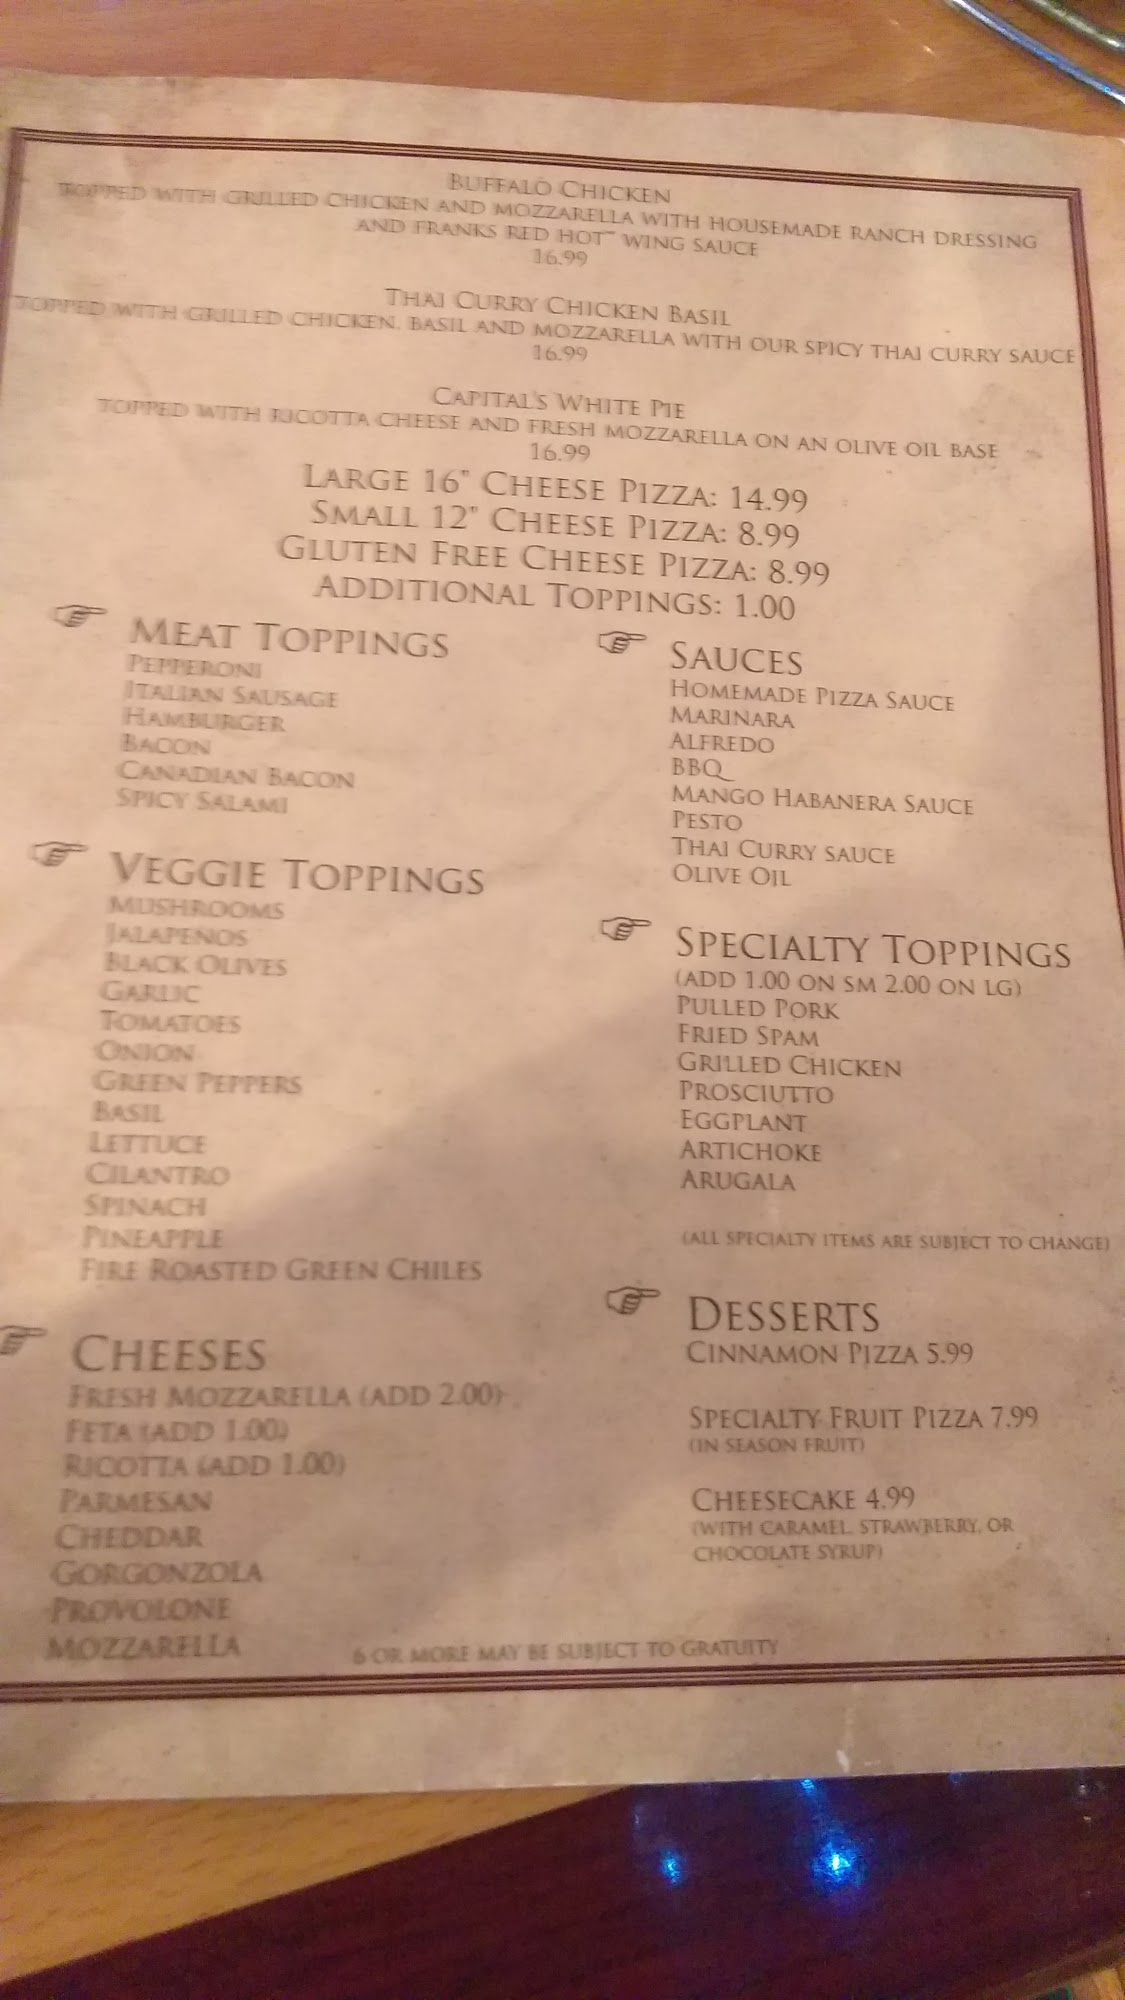 Buffalo Chicken
topped with grilled chicken and mozzarella with housemade ranch dressing
and Franks Red Hot™ wing sauce
16.99
Thai Curry Chicken Basil
topped with grilled chicken, basil and mozzarella with our spicy thai curry sauce
16.99
Capital's White Pie
topped with ricotta cheese and fresh mozzarella on an olive oil base
16.99
Large 16" Cheese Pizza: 14.99
Small 12" Cheese Pizza: 8.99
Gluten Free Cheese Pizza: 8.99
Additional Toppings: 1.00
Meat Toppings
Pepperoni
Italian Sausage
Hamburger
Bacon
Canadian Bacon
Spicy Salami
Veggie Toppings
Mushrooms
Jalapeños
Black Olives
Garlic
Tomatoes
Onion
Green Peppers
Basil
Lettuce
Cilantro
Spinach
Pineapple
Fire Roasted Green Chiles
Cheeses
Fresh Mozzarella (add 2.00)
Feta (add 1.00)
Ricotta (add 1.00)
Parmesan
Cheddar
Gorgonzola
Provolone
Mozzarella
Sauces
Homemade Pizza Sauce
Marinara
Alfredo
BBQ
Mango Habanera Sauce
Pesto
Thai Curry sauce
Olive Oil
Specialty Toppings
(add 1.00 on sm 2.00 on lg)
Pulled Pork
Fried Spam
Grilled Chicken
Prosciutto
Eggplant
Artichoke
Arugala
(All specialty items are subject to change)
Desserts
Cinnamon Pizza 5.99
Specialty Fruit Pizza 7.99
(in season fruit)
Cheesecake 4.99
(with caramel, strawberry, or
chocolate syrup)
6 or more may be subject to gratuity